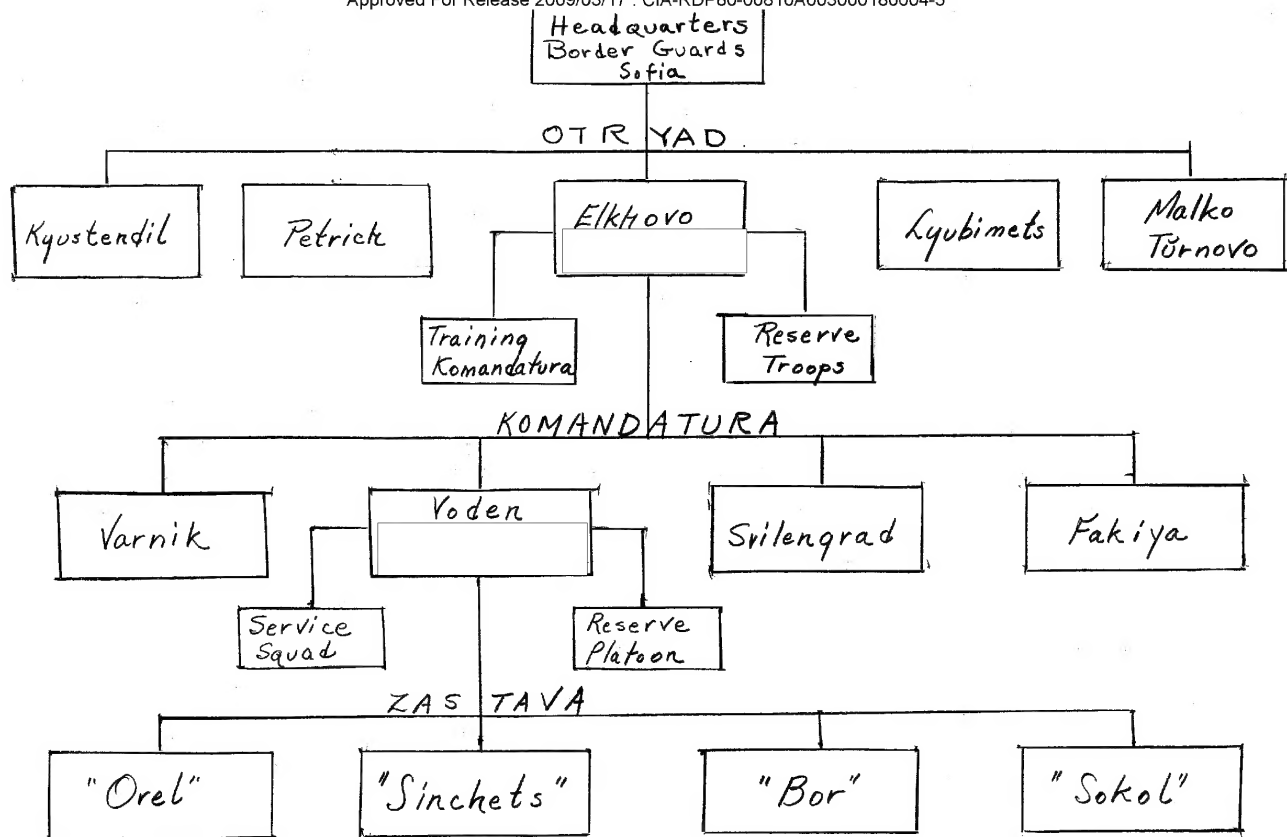 Headquarters
Border Guards
Sofia
OTRYAD
Kyustendil
Petrich
Elkhovo
Lyubimets
Malko
Tŭrnovo
Training
Komandatura
Reserve
Troops
KOMANDATURA
Varnik
Voden
Svilengrad
Fakiya
Service
Squad
Reserve
Platoon
ZASTAVA
"Orel"
"Sinchets"
"Bor"
"Sokol"